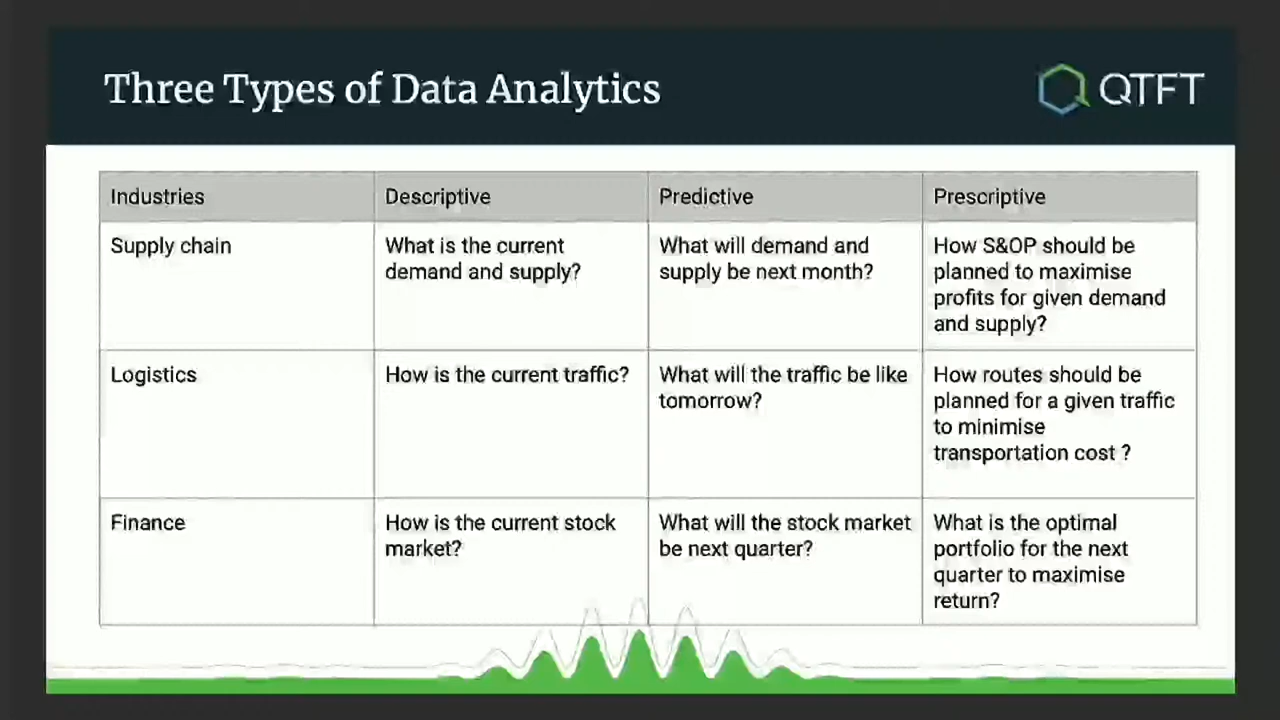 Three Types of Data Analytics
QTFT
Industries
Descriptive
Predictive
Prescriptive
Supply chain
What is the current
demand and supply?
What will demand and
supply be next month?
How S&OP should be
planned to maximise
profits for given demand
and supply?
Logistics
How is the current traffic?
What will the traffic be like
tomorrow?
How routes should be
planned for a given traffic
to minimise
transportation cost ?
Finance
How is the current stock
market?
What will the stock market
be next quarter?
What is the optimal
portfolio for the next
quarter to maximise
return?